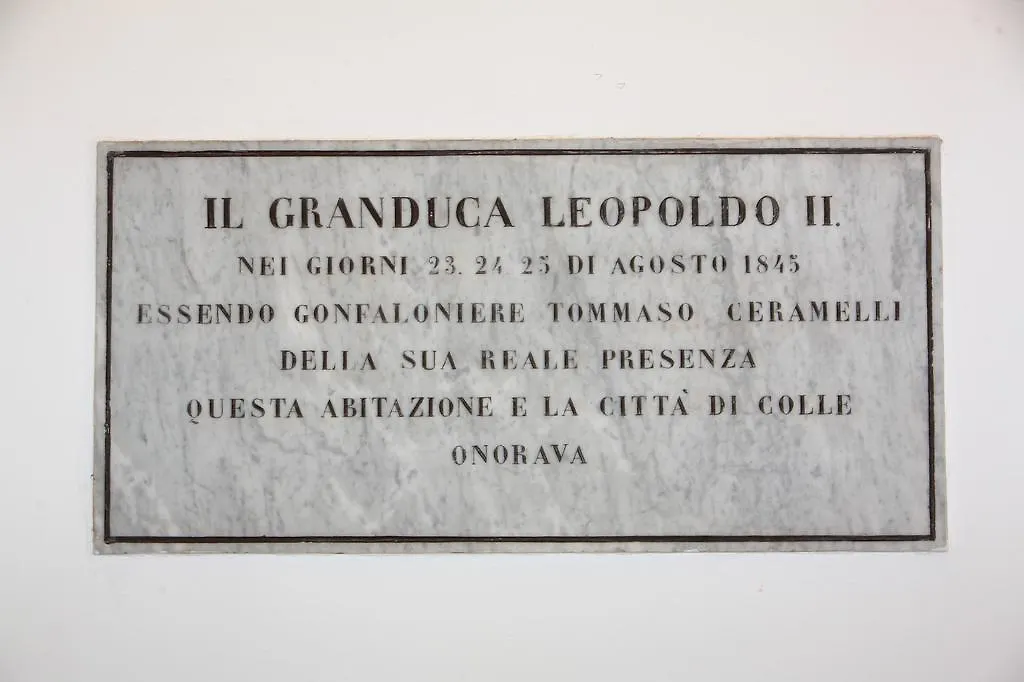 IL GRANDUCA LEOPOLDO II.
NEI GIORNI 23. 24 25 DI AGOSTO 1845
ESSENDO GONFALONIERE TOMMASO CERAMELLI
DELLA SUA REALE PRESENZA
QUESTA ABITAZIONE E LA CITTÀ DI COLLE
ONORAVA